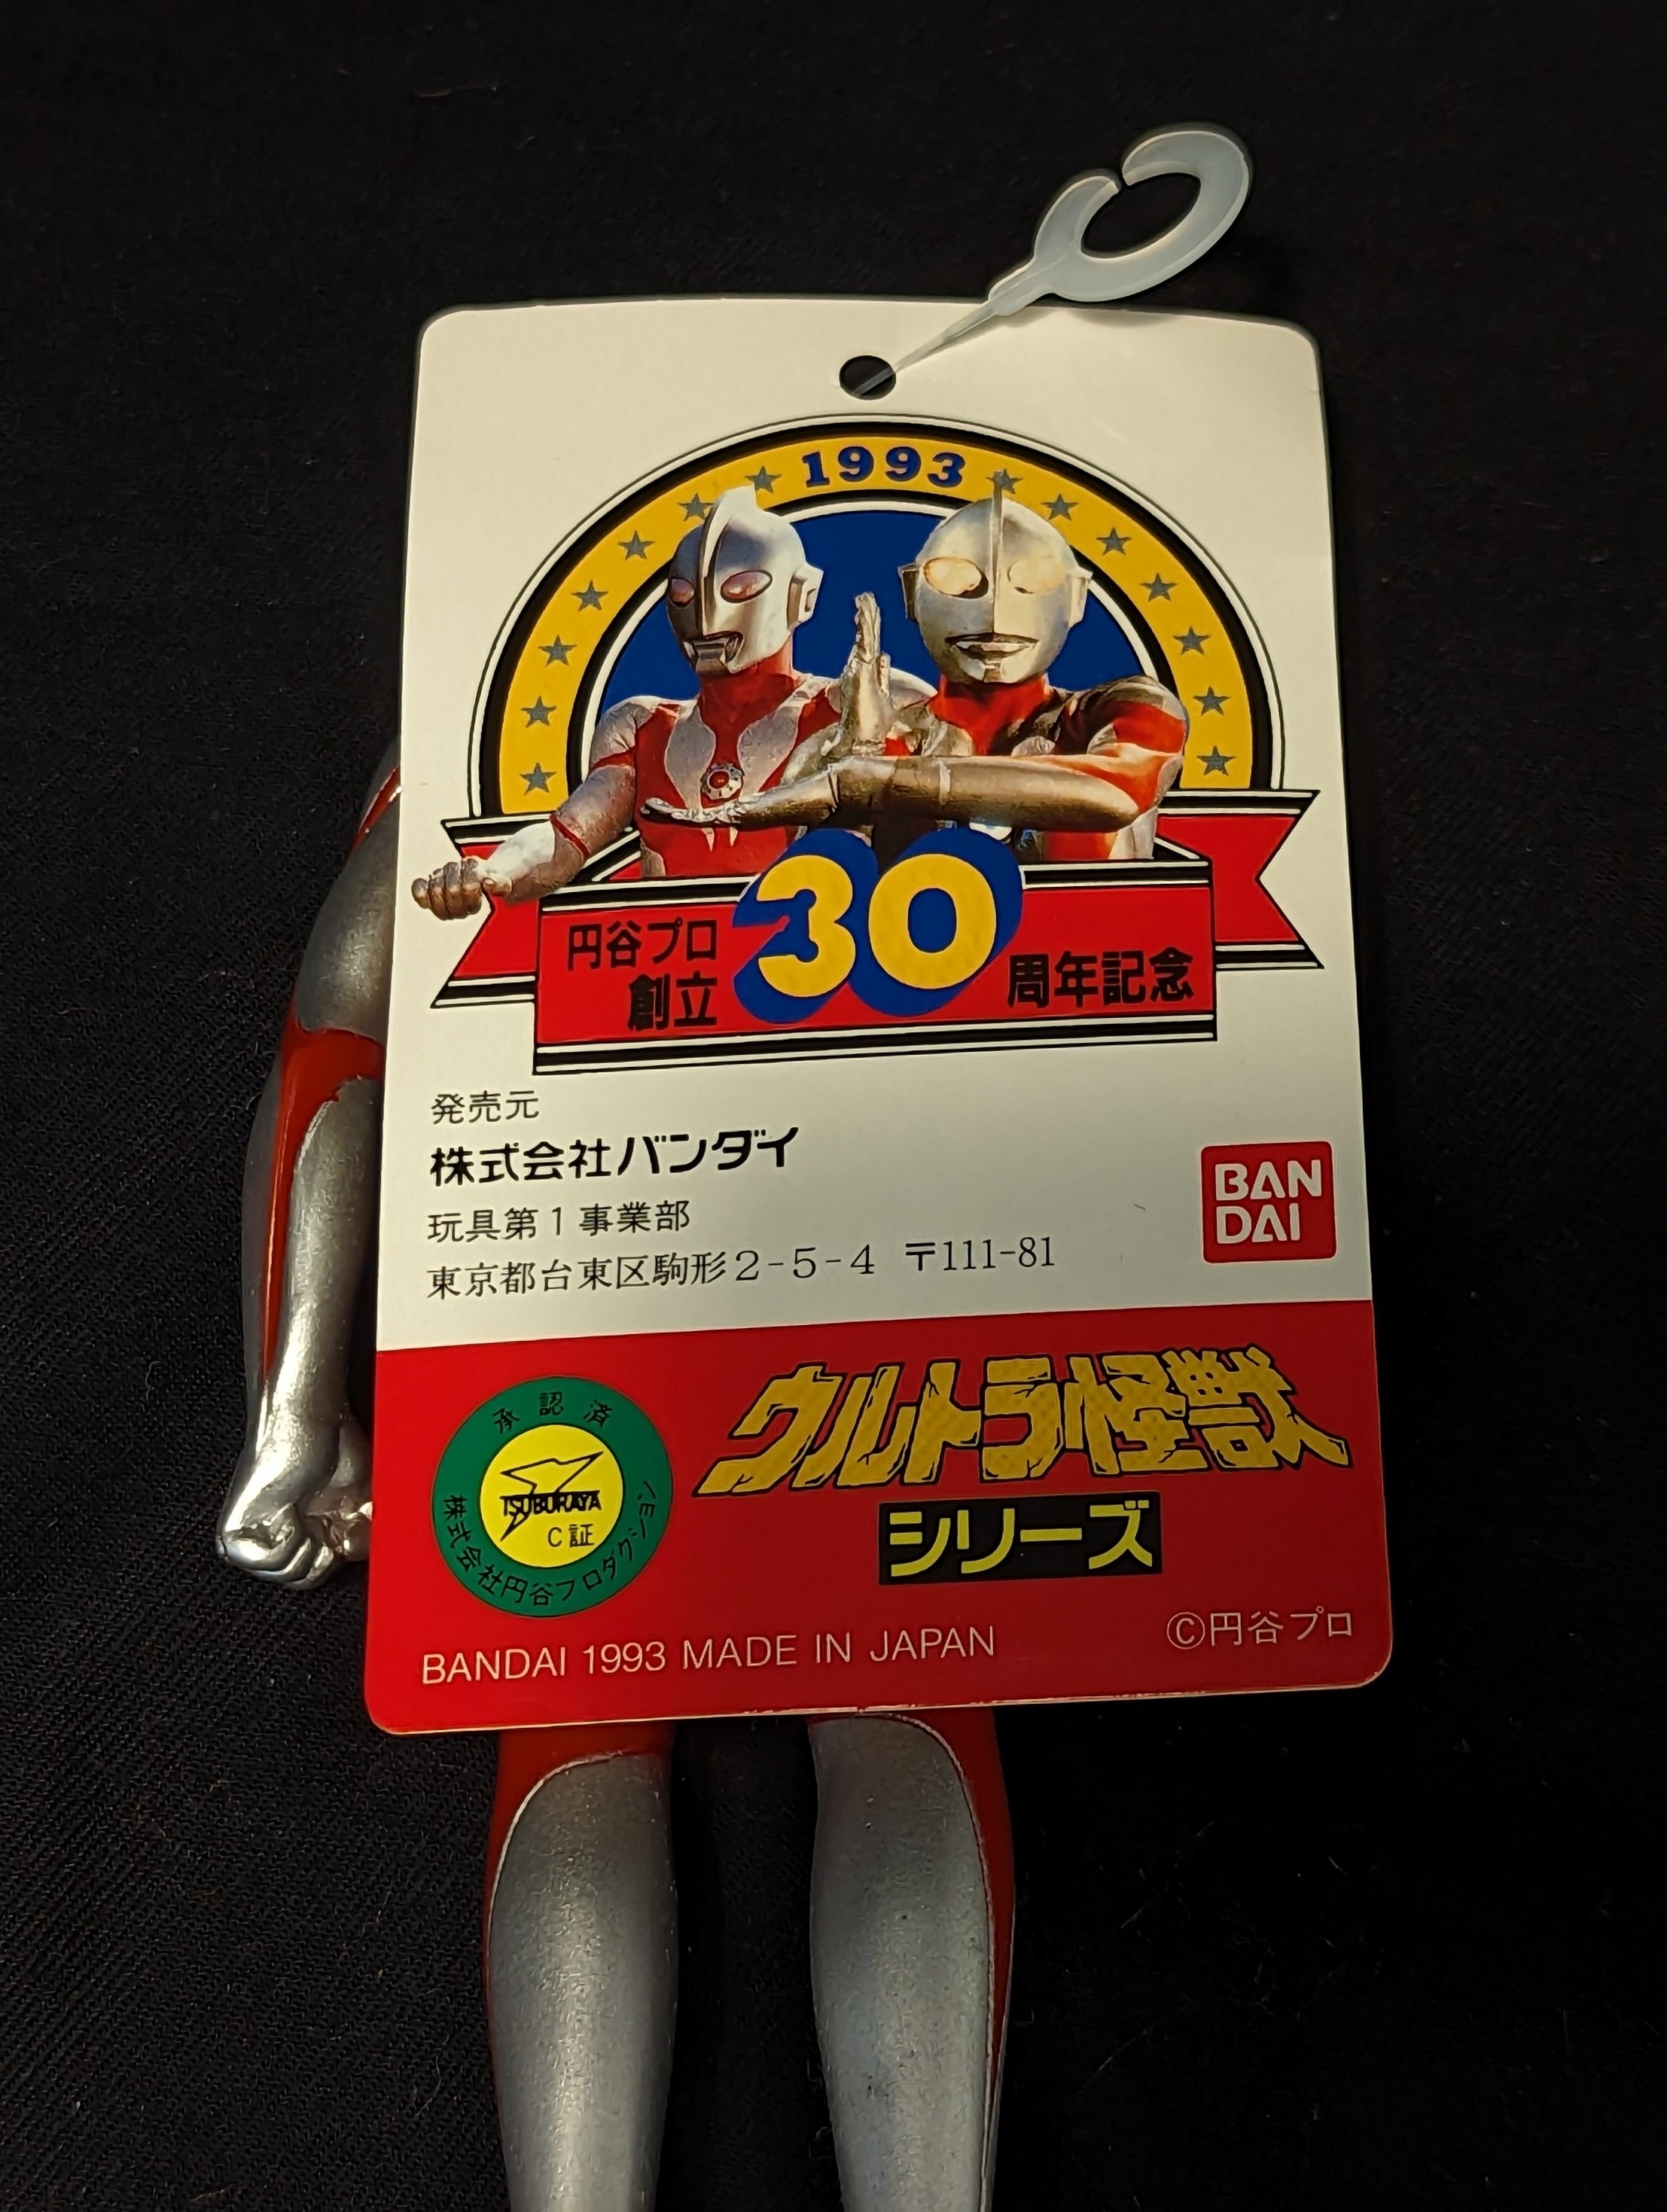 1993
円谷プロ
創立
30
周年記念
発売元
株式会社バンダイ
玩具第1事業部
東京都台東区駒形2-5-4 〒111-81
BAN
DAI
承認済
TSUBURAYA
C証
株式会社円谷プロダクション
ウルトラ怪獣
シリーズ
BANDAI 1993 MADE IN JAPAN
©円谷プロ